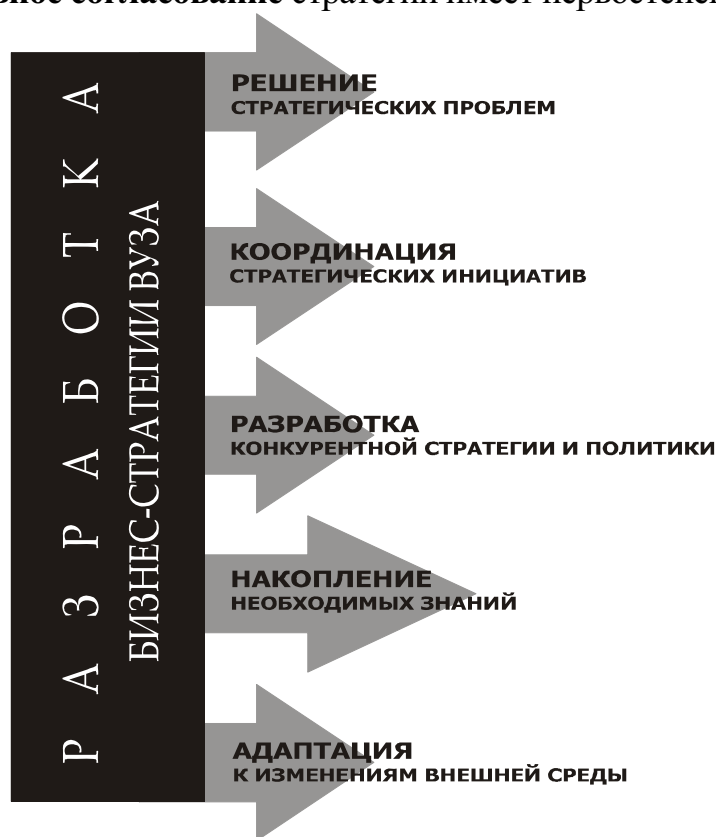 согласование стратегии имеет
РАЗРАБОТКА
БИЗНЕС-СТРАТЕГИИ ВУЗА
РЕШЕНИЕ
СТРАТЕГИЧЕСКИХ ПРОБЛЕМ
КООРДИНАЦИЯ
СТРАТЕГИЧЕСКИХ ИНИЦИАТИВ
РАЗРАБОТКА
КОНКУРЕНТНОЙ СТРАТЕГИИ И ПОЛИТИКИ
НАКОПЛЕНИЕ
НЕОБХОДИМЫХ ЗНАНИЙ
АДАПТАЦИЯ
К ИЗМЕНЕНИЯМ ВНЕШНЕЙ СРЕДЫ